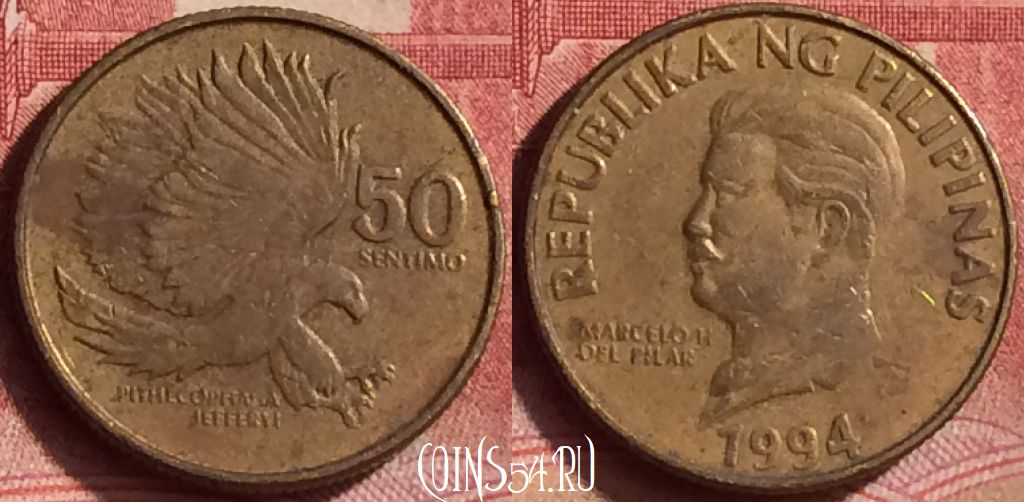 50
SENTIMO
PITHECOPHAGA
JEFFERYI
REPUBLIKA NG PILIPINAS
MARCELO H
DEL PILAR
1994
COINS54.RU